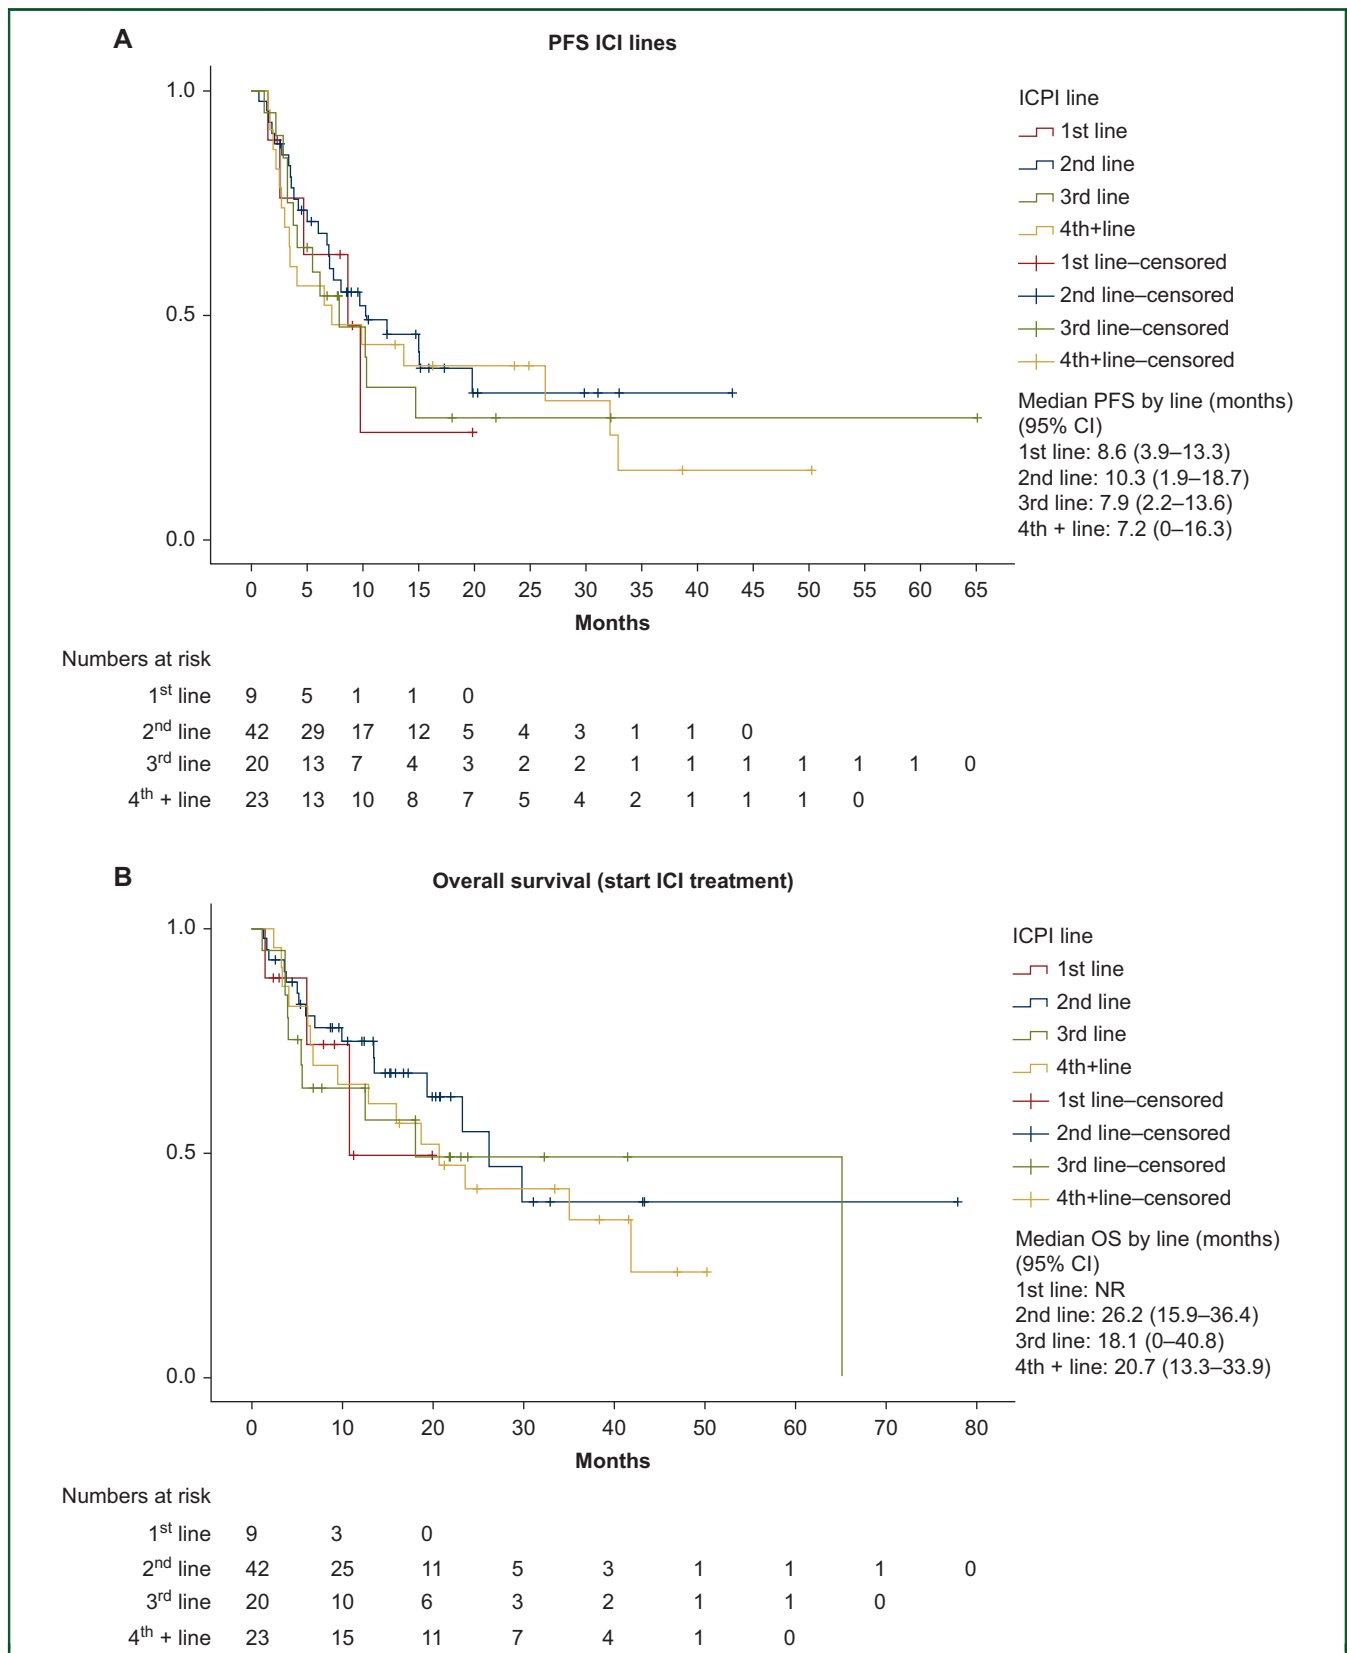 A
PFS ICI lines
1.0
0.5
0.0
0 5 10 15 20 25 30 35 40 45 50 55 60 65
Months
ICPI line
1st line
2nd line
3rd line
4th+line
1st line–censored
2nd line–censored
3rd line–censored
4th+line–censored
Median PFS by line (months)
(95% CI)
1st line: 8.6 (3.9–13.3)
2nd line: 10.3 (1.9–18.7)
3rd line: 7.9 (2.2–13.6)
4th + line: 7.2 (0–16.3)
Numbers at risk
1st line 9 5 1 1 0
2nd line 42 29 17 12 5 4 3 1 1 0
3rd line 20 13 7 4 3 2 2 1 1 1 1 1 1 0
4th + line 23 13 10 8 7 5 4 2 1 1 1 0
B
Overall survival (start ICI treatment)
1.0
0.5
0.0
0 10 20 30 40 50 60 70 80
Months
ICPI line
1st line
2nd line
3rd line
4th+line
1st line–censored
2nd line–censored
3rd line–censored
4th+line–censored
Median OS by line (months)
(95% CI)
1st line: NR
2nd line: 26.2 (15.9–36.4)
3rd line: 18.1 (0–40.8)
4th + line: 20.7 (13.3–33.9)
Numbers at risk
1st line 9 3 0
2nd line 42 25 11 5 3 1 1 1 0
3rd line 20 10 6 3 2 1 1 0
4th + line 23 15 11 7 4 1 0